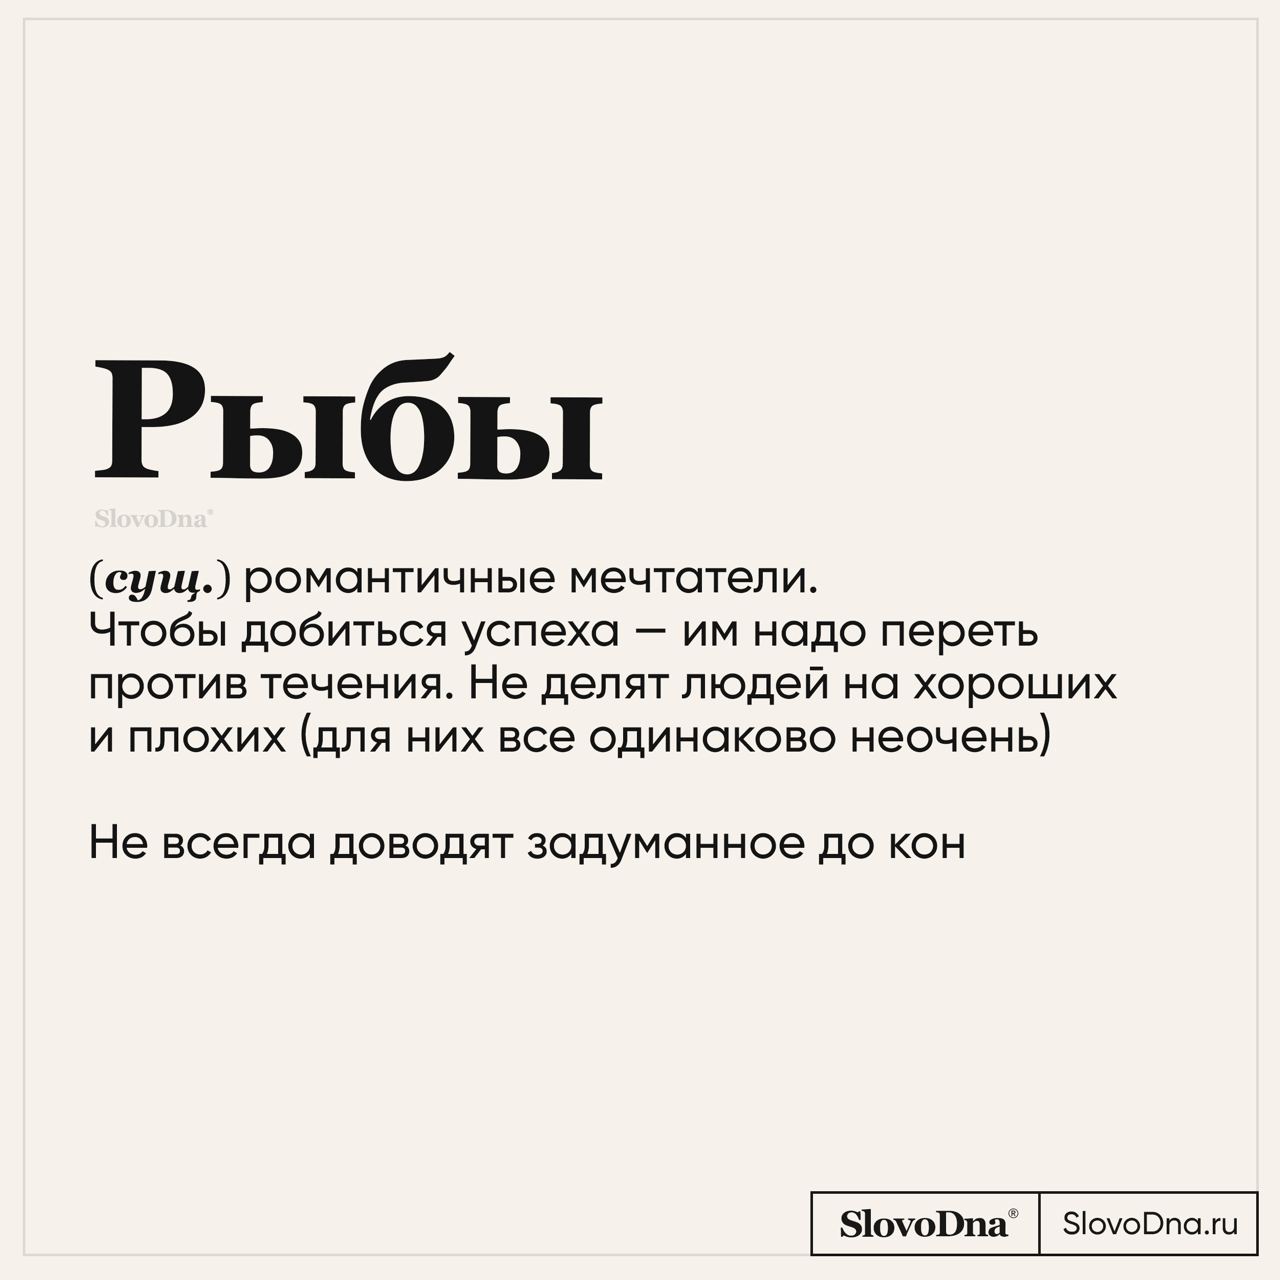 Рыбы
SlovoDna®
(сущ.) романтичные мечтатели.
Чтобы добиться успеха — им надо переть
против течения. Не делят людей на хороших
и плохих (для них все одинаково неочень)
Не всегда доводят задуманное до кон
SlovoDna® SlovoDna.ru